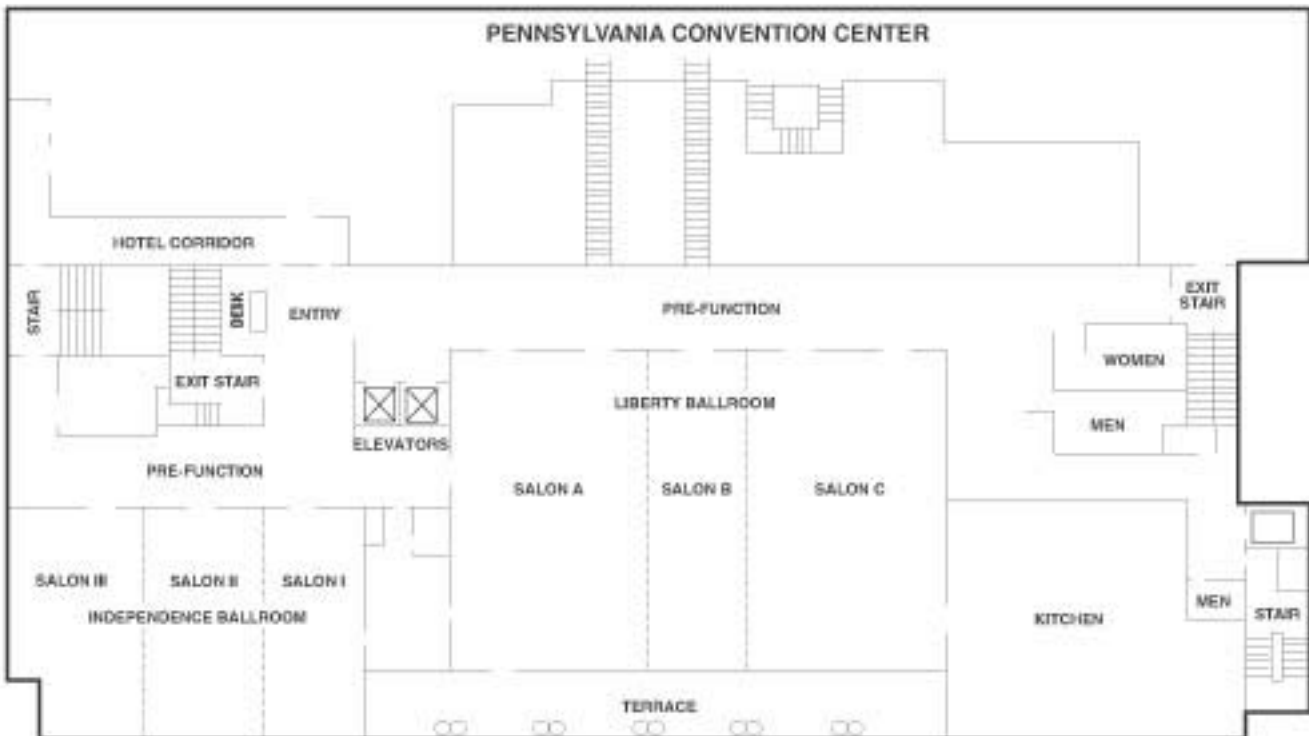 PENNSYLVANIA CONVENTION CENTER
HOTEL CORRIDOR
STAIR
DESK
ENTRY
PRE-FUNCTION
EXIT
STAIR
WOMEN
EXIT STAIR
LIBERTY BALLROOM
MEN
ELEVATORS
PRE-FUNCTION
SALON A
SALON B
SALON C
SALON III
SALON II
SALON I
INDEPENDENCE BALLROOM
KITCHEN
MEN
STAIR
TERRACE